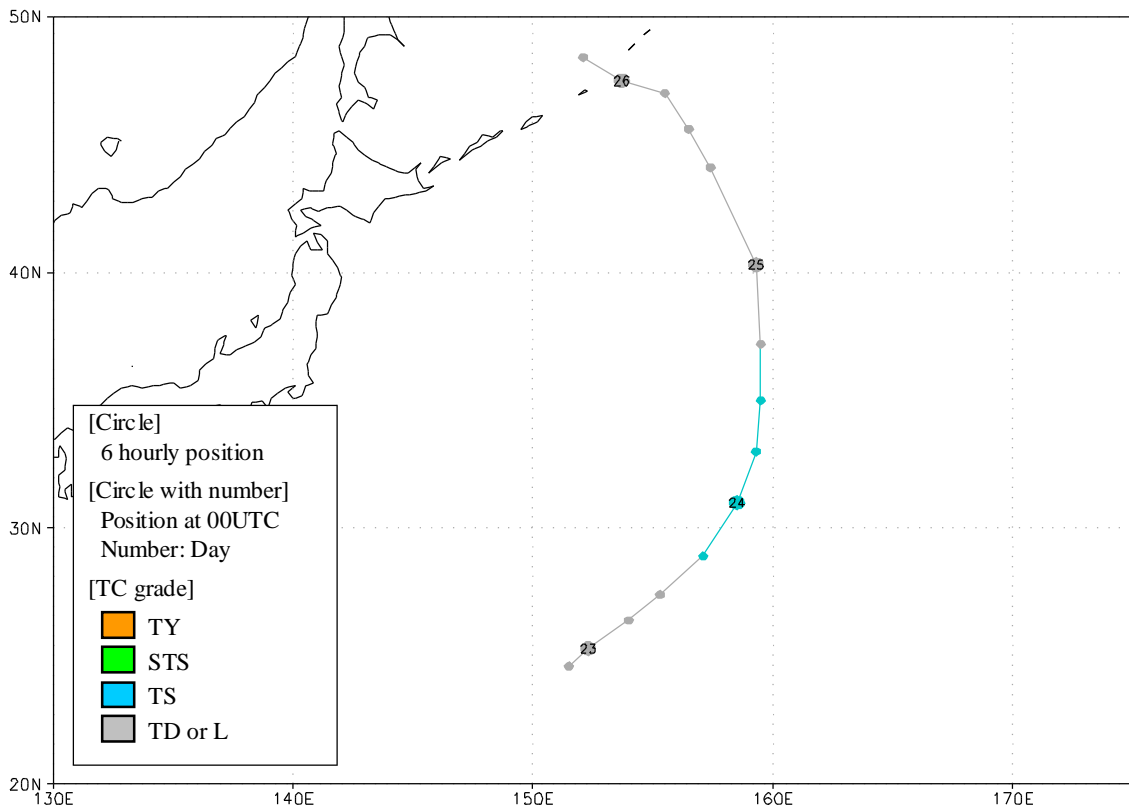 50N
40N
30N
20N
130E
140E
150E
160E
170E
26
25
24
23
[Circle]
6 hourly position
[Circle with number]
Position at 00UTC
Number: Day
[TC grade]
TY
STS
TS
TD or L